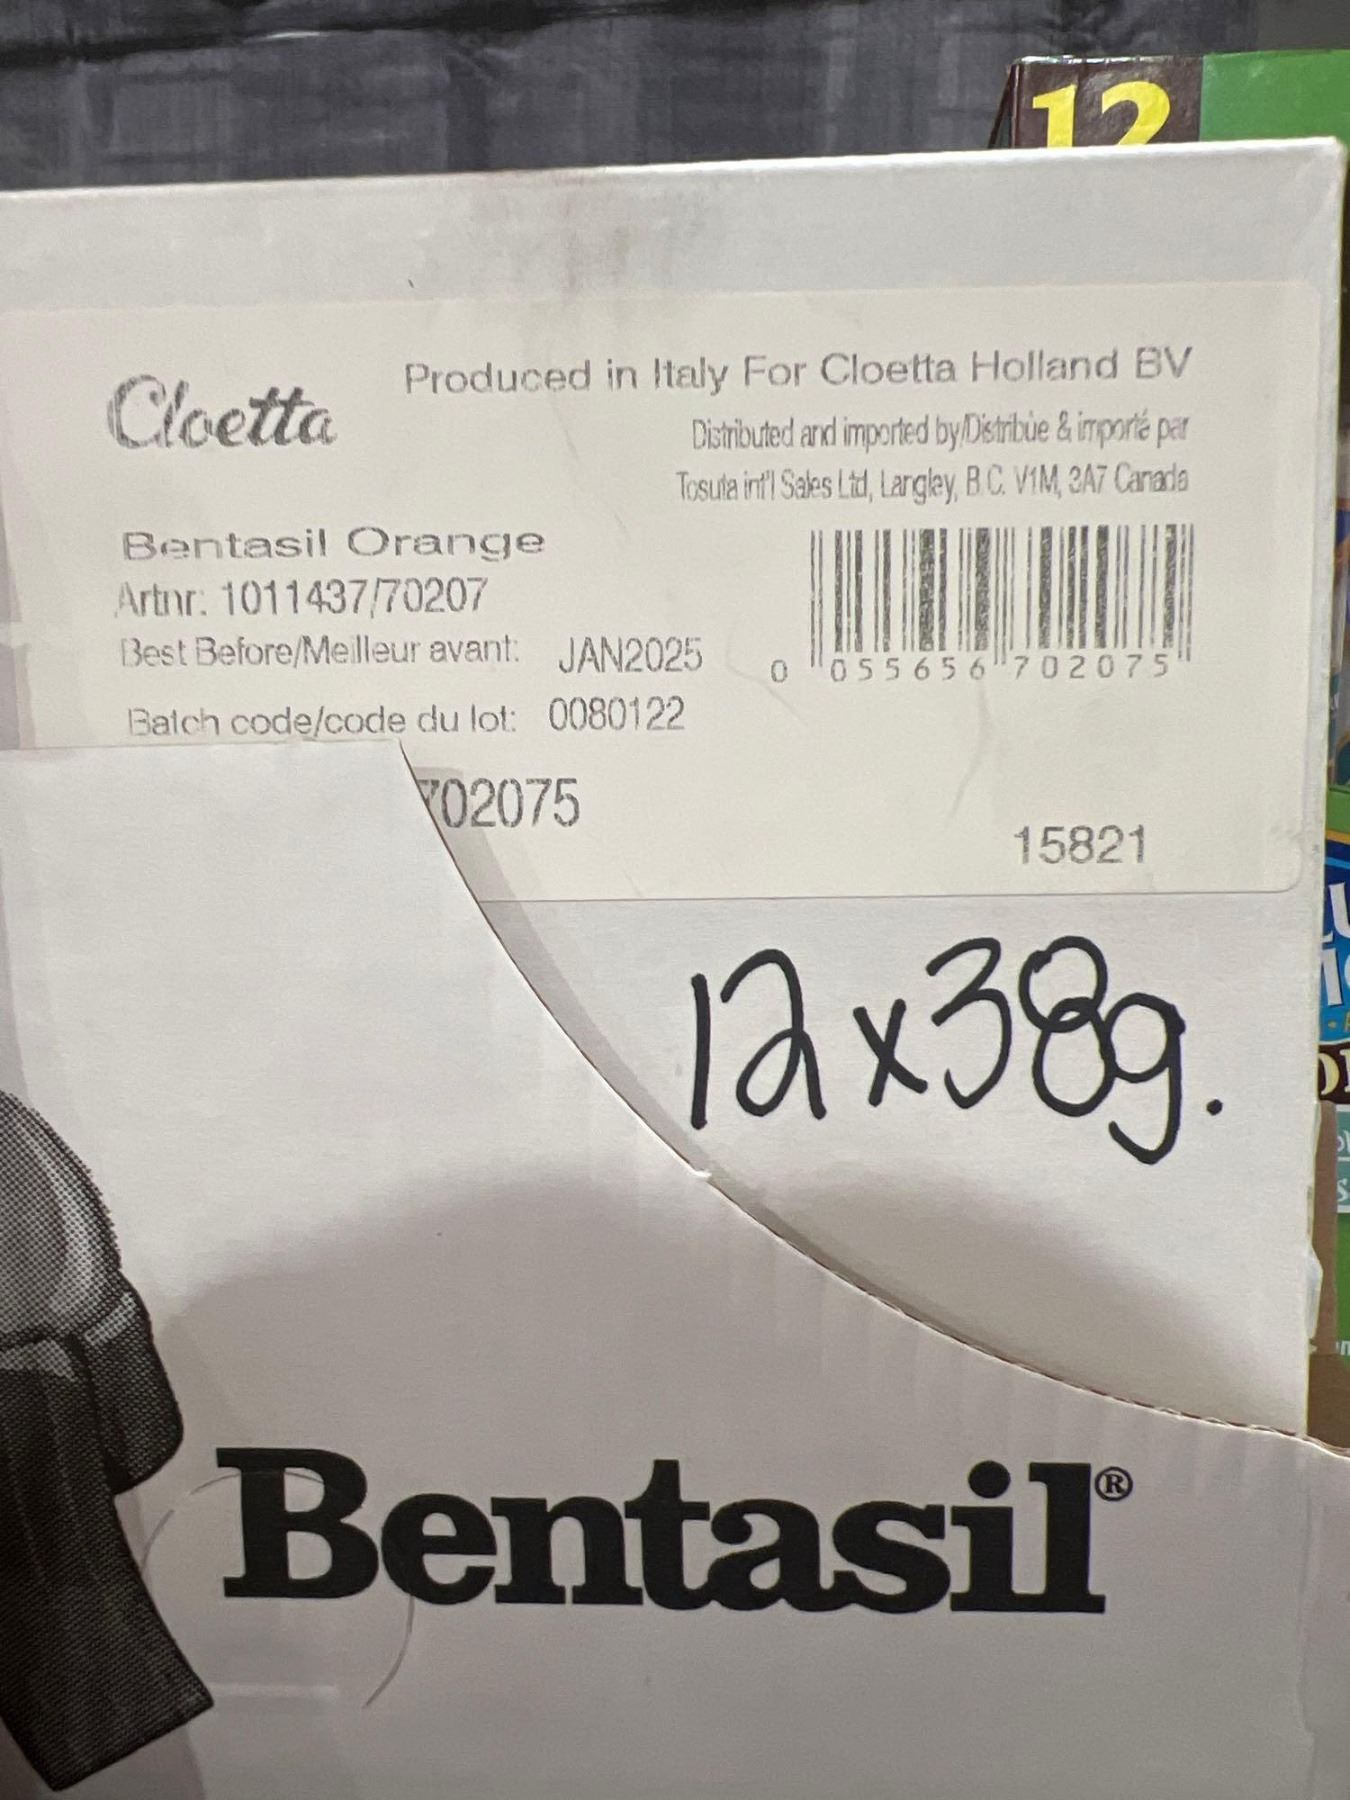 12
Cloetta
Produced in Italy For Cloetta Holland BV
Distributed and imported by/Distribùe & importé par
Tosuta int'l Sales Ltd, Langley, B.C. V1M, 3A7 Canada
Bentasil Orange
Artnr: 1011437/70207
Best Before/Meilleur avant: JAN2025
0 055656 702075
Batch code/code du lot: 0080122
702075
15821
12x38g.
Bentasil®